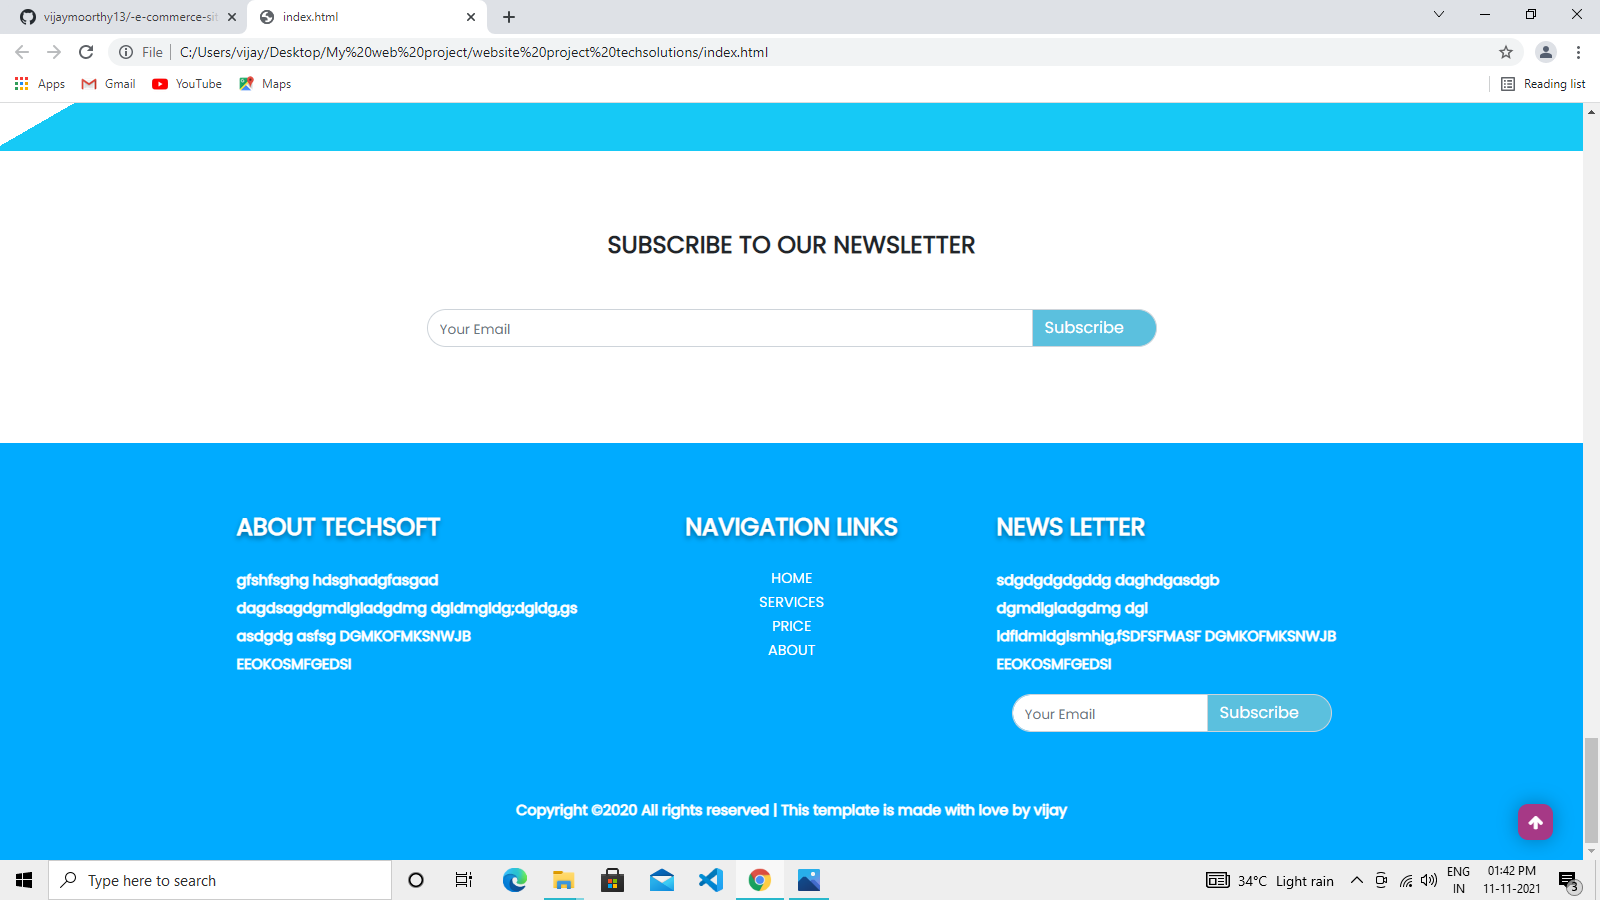 vijaymoorthy13/-e-commerce-sit
index.html
File
C:/Users/vijay/Desktop/My%20web%20project/website%20project%20techsolutions/index.html
Apps
Gmail
YouTube
Maps
Reading list
SUBSCRIBE TO OUR NEWSLETTER
Your Email
Subscribe
ABOUT TECHSOFT
gfshfsghg hdsghadgfasgad
dagdsagdgmdlgladgdmg dgldmgldg;dgldg,gs
asdgdg asfsg DGMKOFMKSNWJB
EEOKOSMFGEDSI
NAVIGATION LINKS
HOME
SERVICES
PRICE
ABOUT
NEWS LETTER
sdgdgdgdgddg daghdgasdgb
dgmdlgladgdmg dgl
ldfldmldglsmhlg,fSDFSFMASF DGMKOFMKSNWJB
EEOKOSMFGEDSI
Your Email
Subscribe
Copyright ©2020 All rights reserved | This template is made with love by vijay
Type here to search
34°C Light rain
ENG
IN
01:42 PM
11-11-2021
3